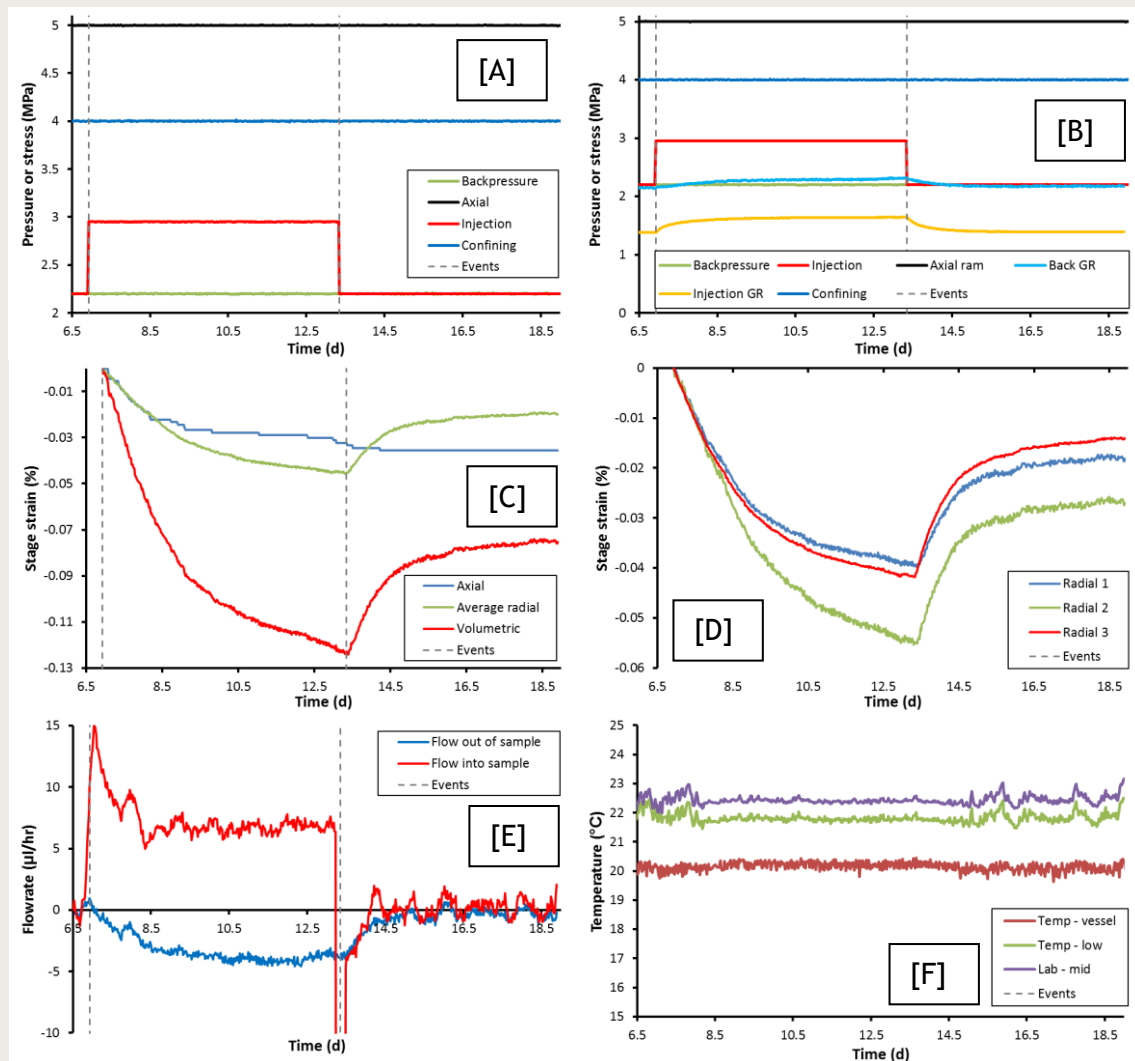 [A]
Pressure or stress (MPa)
5
4.5
4
3.5
3
2.5
2
Backpressure
Axial
Injection
Confining
Events
6.5 8.5 10.5 12.5 14.5 16.5 18.5
Time (d)
[B]
Pressure or stress (MPa)
5
4
3
2
1
0
Backpressure Injection Axial ram Back GR
Injection GR Confining Events
6.5 8.5 10.5 12.5 14.5 16.5 18.5
Time (d)
[C]
Stage strain (%)
-0.01
-0.03
-0.05
-0.07
-0.09
-0.11
-0.13
Axial
Average radial
Volumetric
Events
6.5 8.5 10.5 12.5 14.5 16.5 18.5
Time (d)
[D]
Stage strain (%)
0
-0.01
-0.02
-0.03
-0.04
-0.05
-0.06
Radial 1
Radial 2
Radial 3
Events
6.5 8.5 10.5 12.5 14.5 16.5 18.5
Time (d)
[E]
Flowrate (µl/hr)
15
10
5
0
-5
-10
Flow out of sample
Flow into sample
Events
6.5 8.5 10.5 12.5 14.5 16.5 18.5
Time (d)
[F]
Temperature (°C)
25
24
23
22
21
20
19
18
17
16
15
Temp - vessel
Temp - low
Lab - mid
Events
6.5 8.5 10.5 12.5 14.5 16.5 18.5
Time (d)